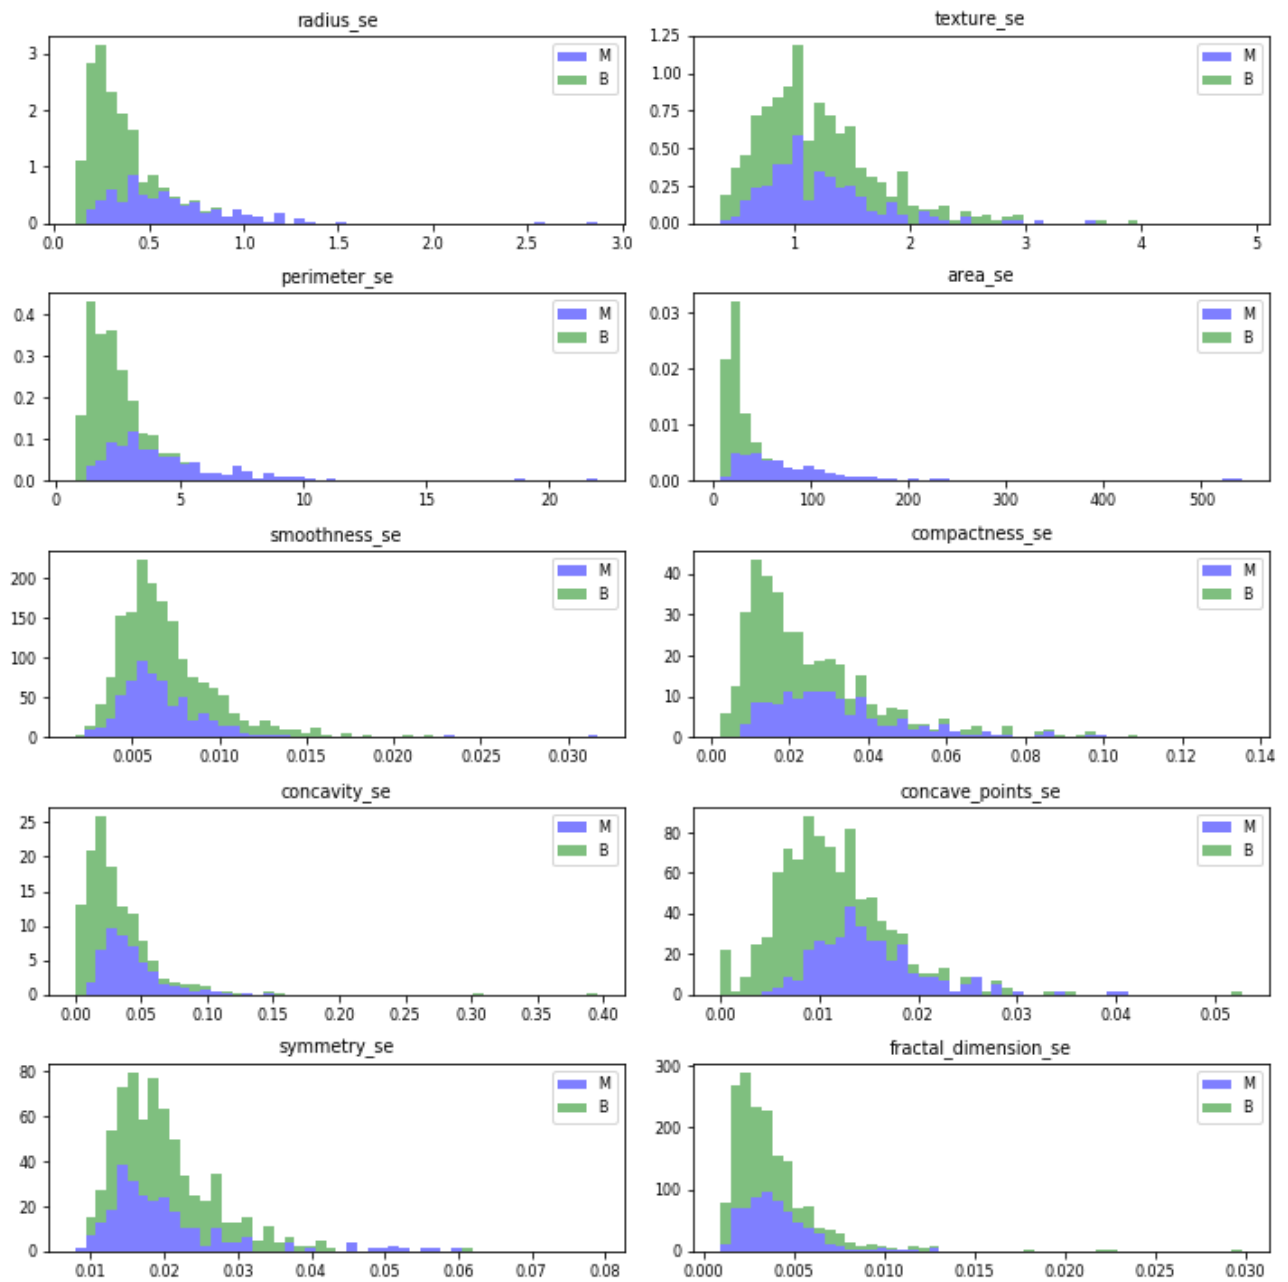 radius_se
3
2
1
0
0.0 0.5 1.0 1.5 2.0 2.5 3.0
M
B
texture_se
1.25
1.00
0.75
0.50
0.25
0.00
1 2 3 4 5
M
B
perimeter_se
0.4
0.3
0.2
0.1
0.0
0 5 10 15 20
M
B
area_se
0.03
0.02
0.01
0.00
0 100 200 300 400 500
M
B
smoothness_se
200
150
100
50
0
0.005 0.010 0.015 0.020 0.025 0.030
M
B
compactness_se
40
30
20
10
0
0.00 0.02 0.04 0.06 0.08 0.10 0.12 0.14
M
B
concavity_se
25
20
15
10
5
0
0.00 0.05 0.10 0.15 0.20 0.25 0.30 0.35 0.40
M
B
concave_points_se
80
60
40
20
0
0.00 0.01 0.02 0.03 0.04 0.05
M
B
symmetry_se
80
60
40
20
0
0.01 0.02 0.03 0.04 0.05 0.06 0.07 0.08
M
B
fractal_dimension_se
300
200
100
0
0.000 0.005 0.010 0.015 0.020 0.025 0.030
M
B